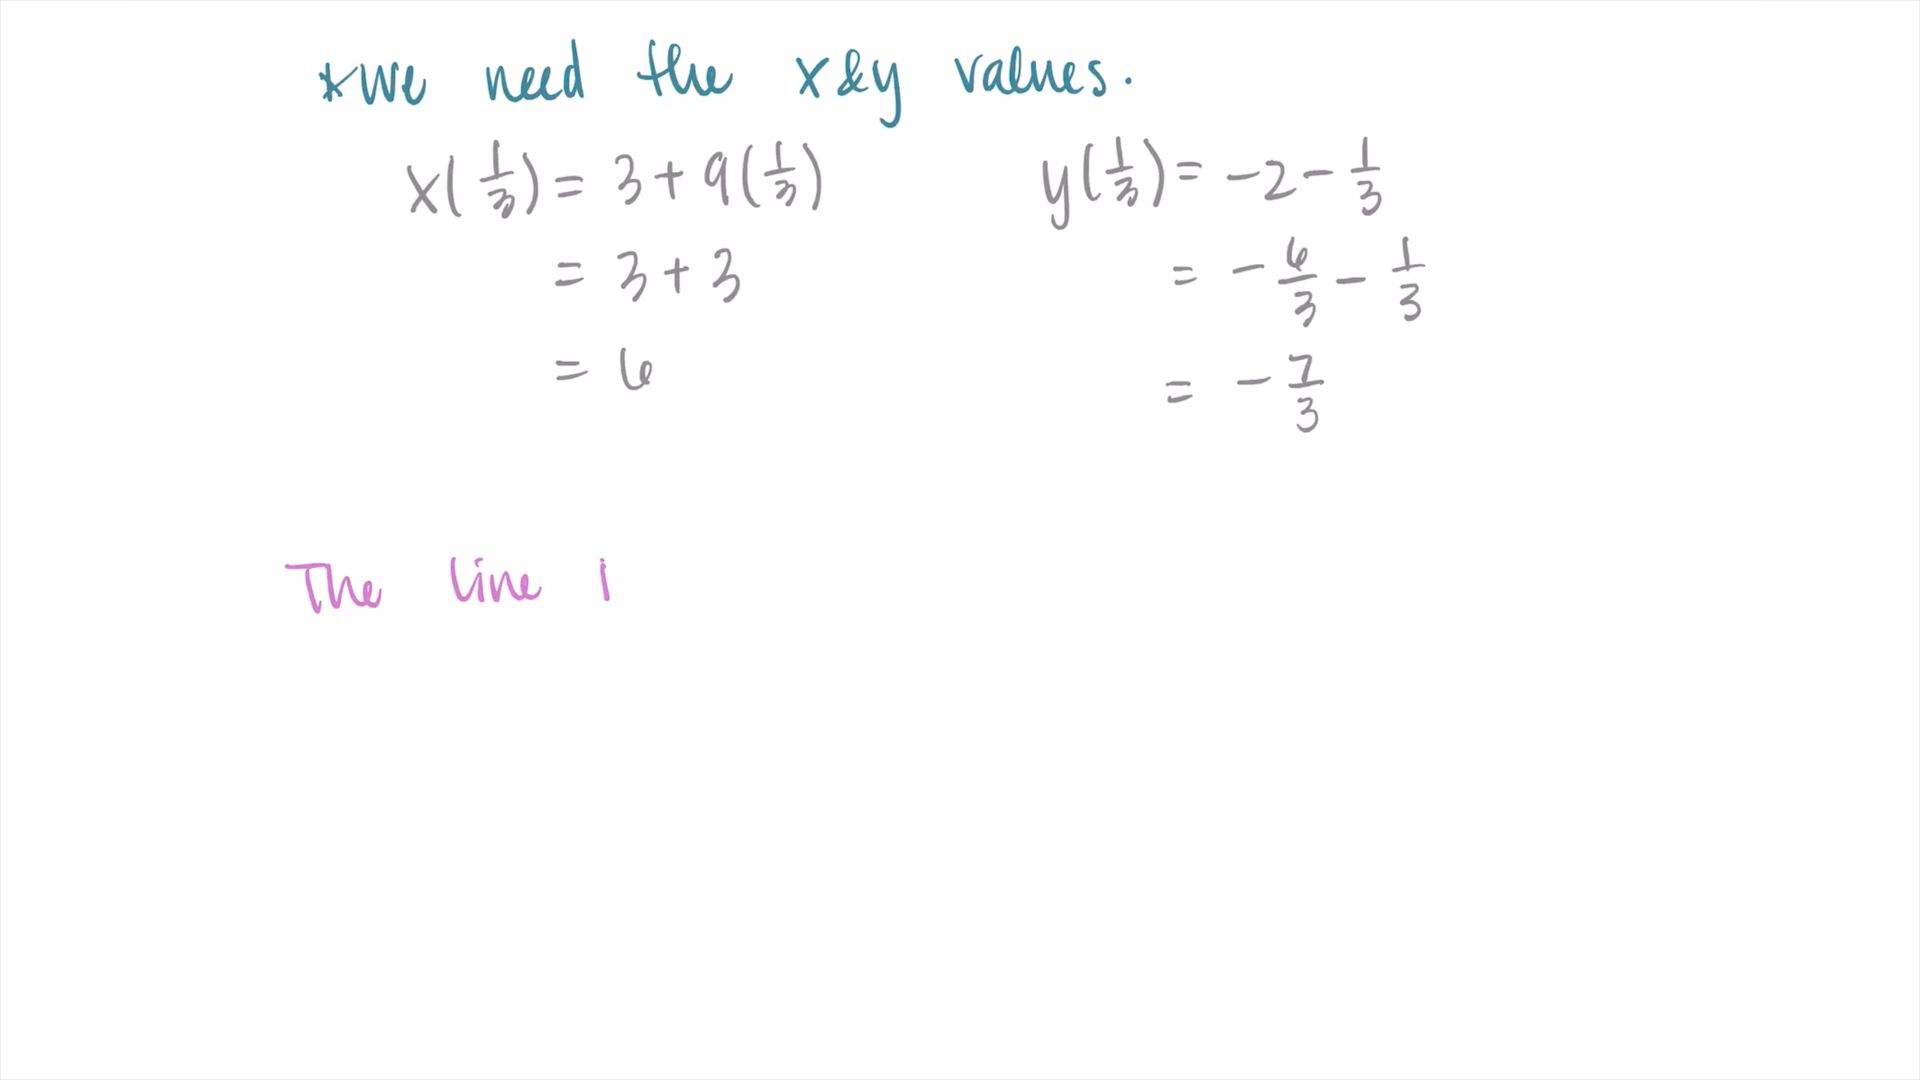 *We need the x & y values.
x(1/3) = 3 + 9(1/3)
= 3 + 3
= 6
y(1/3) = -2 - 1/3
= - 6/3 - 1/3
= - 7/3
The line i